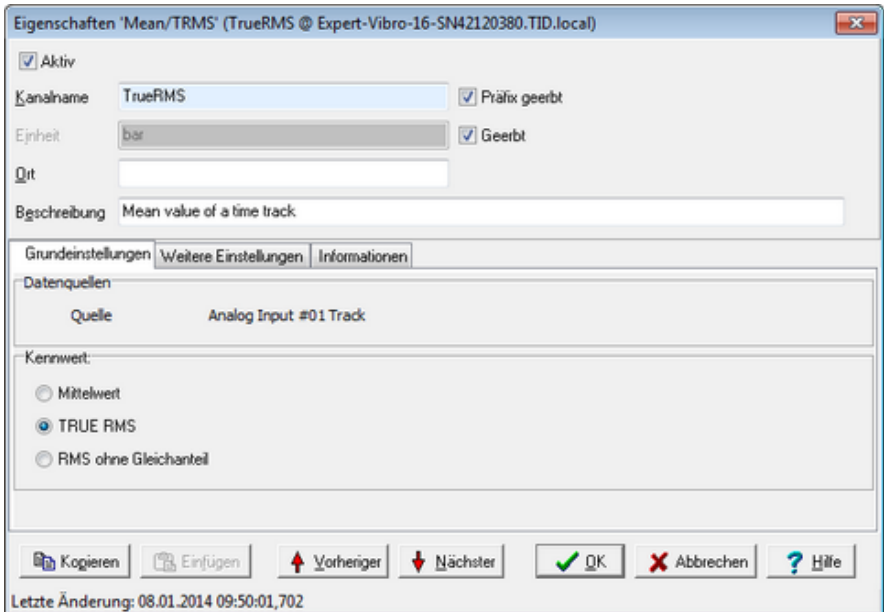 Eigenschaften 'Mean/TRMS' (TrueRMS @ Expert-Vibro-16-SN42120380.TID.local)
Aktiv
Kanalname TrueRMS Präfix geerbt
Einheit bar Geerbt
Ort
Beschreibung Mean value of a time track
Grundeinstellungen Weitere Einstellungen Informationen
Datenquellen
Quelle Analog Input #01 Track
Kennwert:
Mittelwert
TRUE RMS
RMS ohne Gleichanteil
Kopieren Einfügen Vorheriger Nächster OK Abbrechen ? Hilfe
Letzte Änderung: 08.01.2014 09:50:01,702